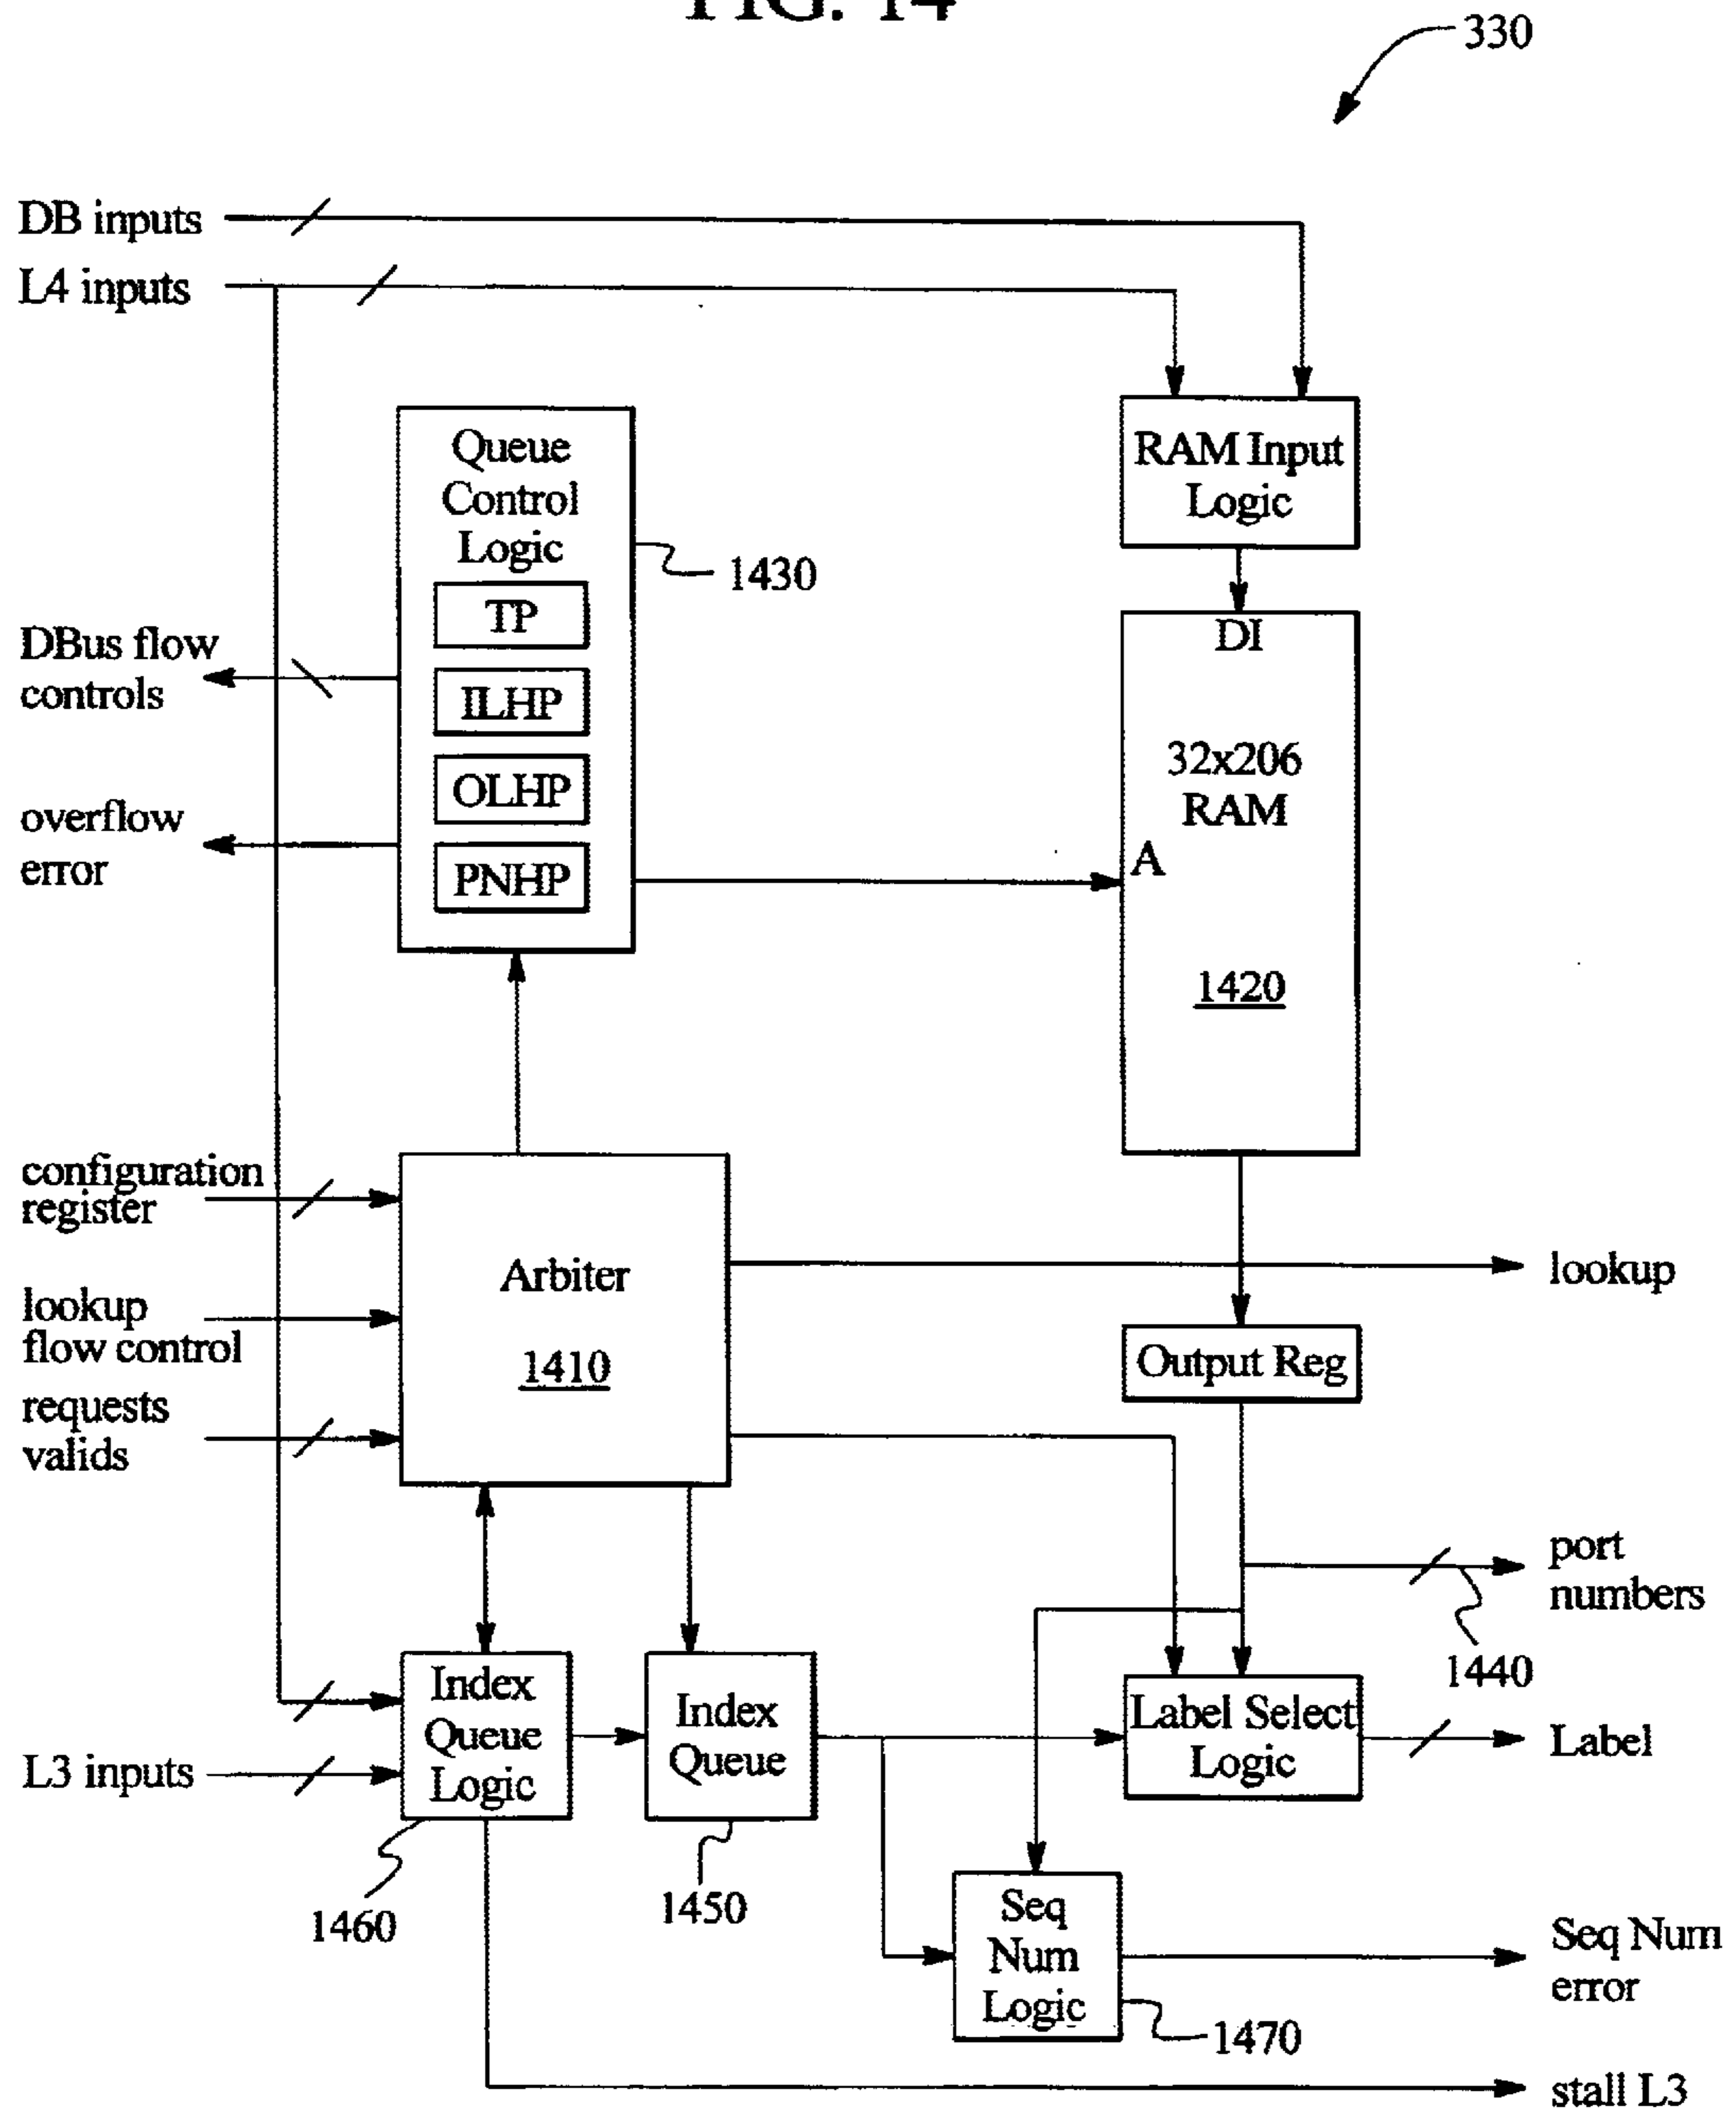 FIG. 14
330
DB inputs
L4 inputs
RAM Input
Logic
Queue
Control
Logic
1430
TP
ILHP
OLHP
PNHP
DBus flow
controls
overflow
error
DI
32x206
RAM
A
1420
configuration
register
lookup
flow control
requests
valids
Arbiter
1410
lookup
Output Reg
port
numbers
1440
Index
Queue
Logic
Index
Queue
Label Select
Logic
Label
L3 inputs
1460
1450
Seq
Num
Logic
1470
Seq Num
error
stall L3